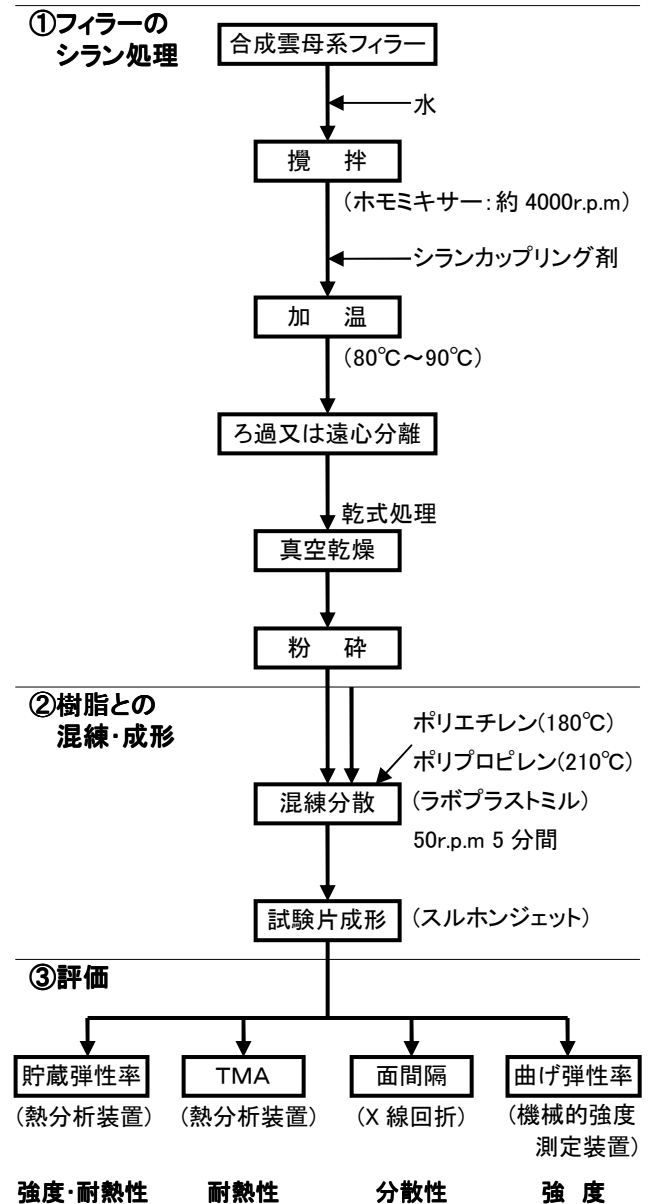 ①フィラーの
シラン処理
合成雲母系フィラー
水
攪 拌
(ホモミキサー:約 4000r.p.m)
シランカップリング剤
加 温
(80℃～90℃)
ろ過又は遠心分離
乾式処理
真空乾燥
粉 砕
②樹脂との
混練・成形
ポリエチレン(180℃)
ポリプロピレン(210℃)
混練分散
(ラボプラストミル)
50r.p.m 5 分間
試験片成形
(スルホンジェット)
③評価
貯蔵弾性率
TMA
面間隔
曲げ弾性率
(熱分析装置)
(熱分析装置)
(X 線回折)
(機械的強度
測定装置)
強度・耐熱性
耐熱性
分散性
強 度